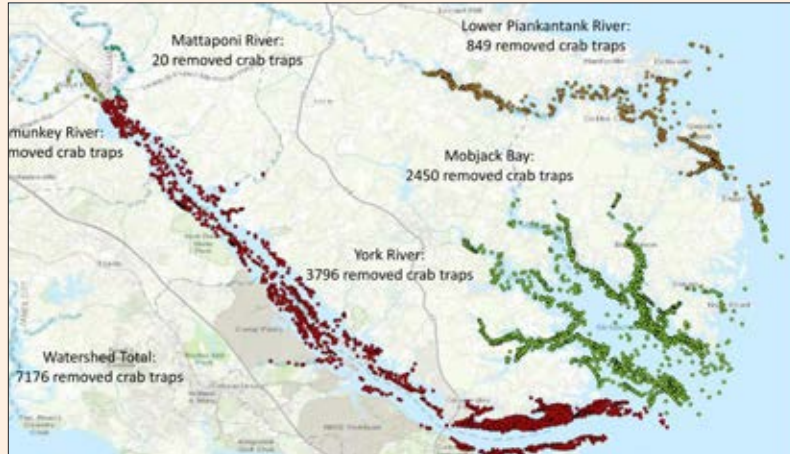 Mattaponi River:
20 removed crab traps
Lower Piankantank River:
849 removed crab traps
munkey River:
moved crab traps
Mobjack Bay:
2450 removed crab traps
York River:
3796 removed crab traps
Watershed Total:
7176 removed crab traps